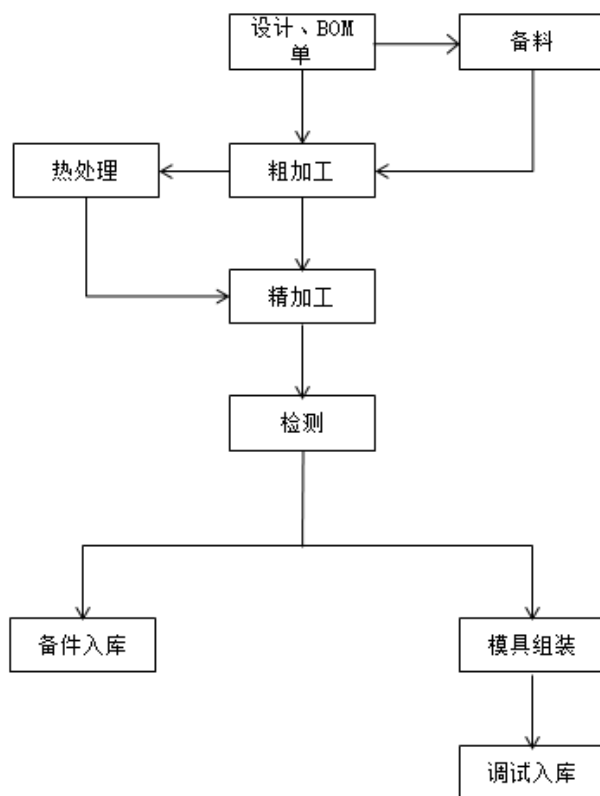 设计、BOM
单
备料
热处理
粗加工
精加工
检测
备件入库
模具组装
调试入库